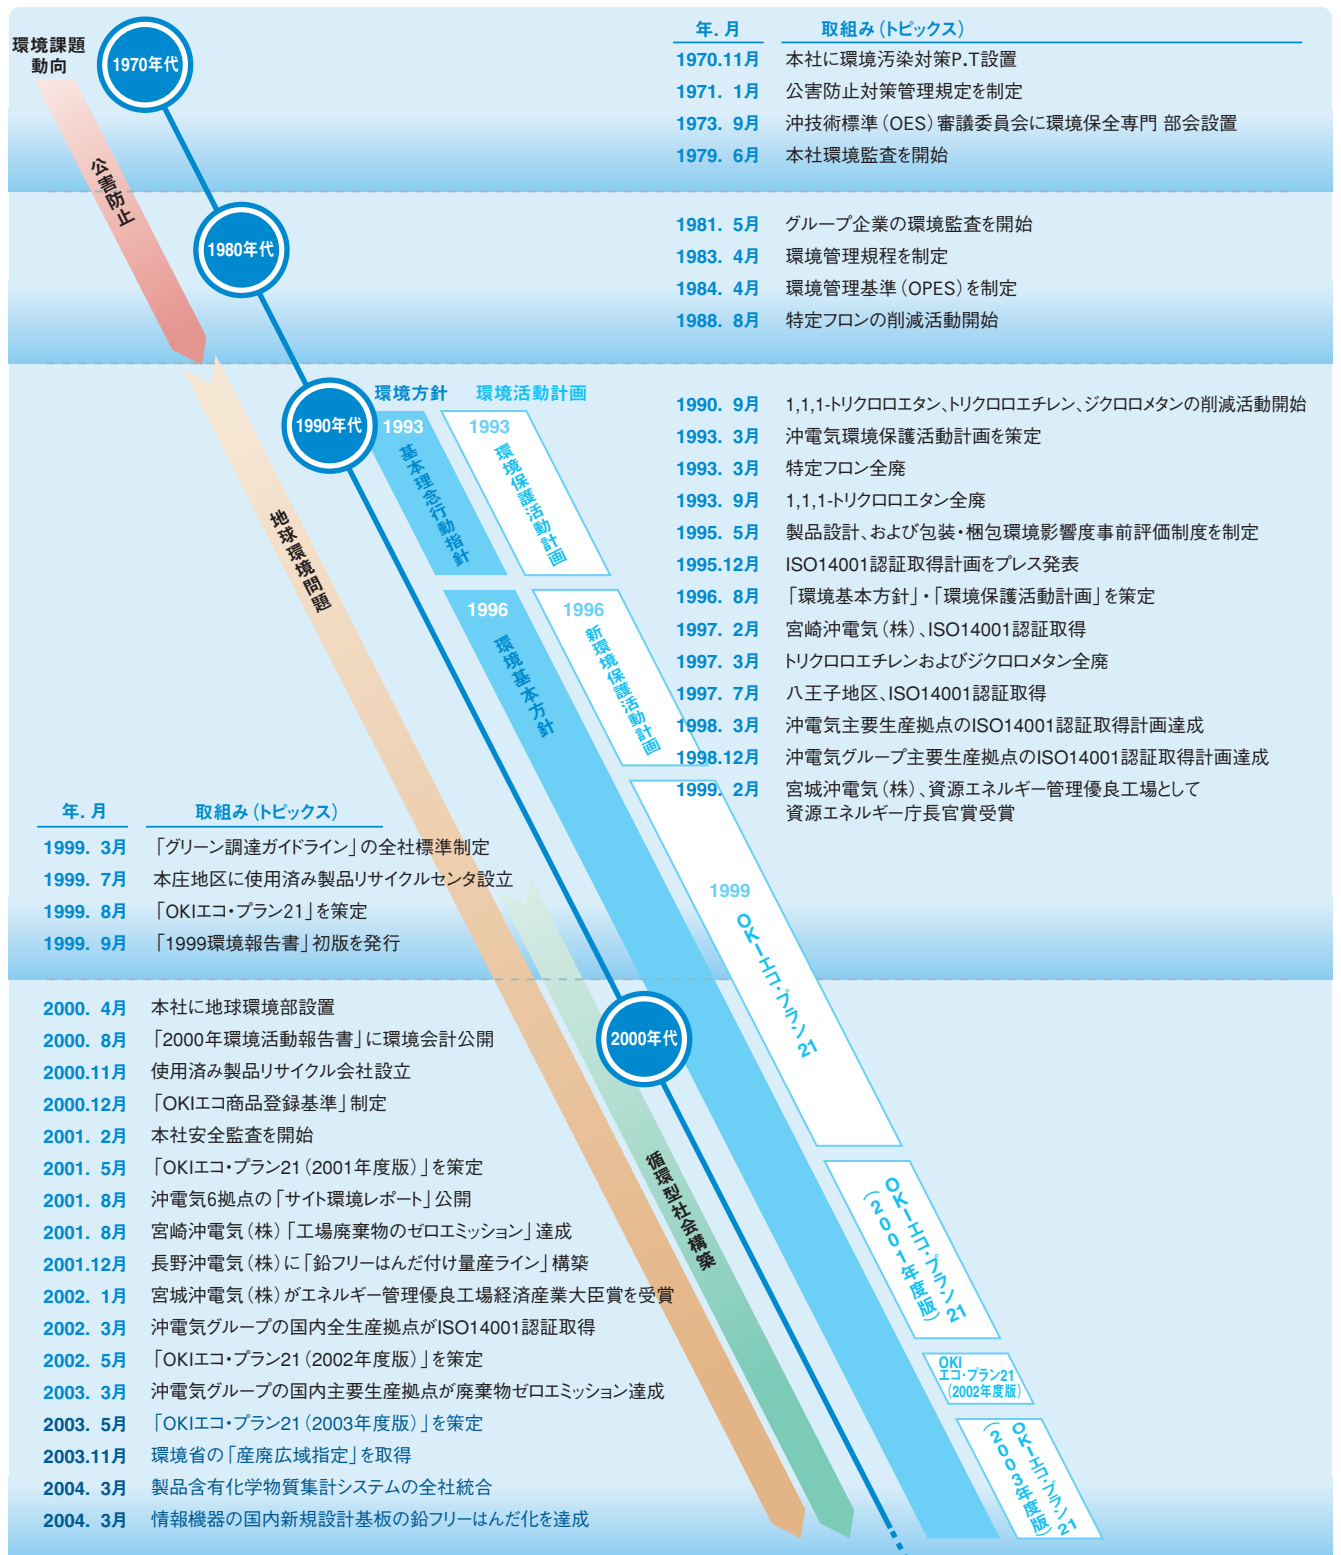 環境課題
動向
1970年代
公害防止
年. 月 取組み（トピックス）
1970.11月 本社に環境汚染対策P.T設置
1971. 1月 公害防止対策管理規定を制定
1973. 9月 沖技術標準（OES）審議委員会に環境保全専門 部会設置
1979. 6月 本社環境監査を開始
1980年代
1981. 5月 グループ企業の環境監査を開始
1983. 4月 環境管理規程を制定
1984. 4月 環境管理基準（OPES）を制定
1988. 8月 特定フロンの削減活動開始
1990年代
地球環境問題
環境方針 環境活動計画
1993
基本理念行動指針
1993
環境保護活動計画
1996
環境基本方針
1996
新環境保護活動計画
1990. 9月 1,1,1-トリクロロエタン、トリクロロエチレン、ジクロロメタンの削減活動開始
1993. 3月 沖電気環境保護活動計画を策定
1993. 3月 特定フロン全廃
1993. 9月 1,1,1-トリクロロエタン全廃
1995. 5月 製品設計、および包装・梱包環境影響度事前評価制度を制定
1995.12月 ISO14001認証取得計画をプレス発表
1996. 8月 「環境基本方針」・「環境保護活動計画」を策定
1997. 2月 宮崎沖電気（株）、ISO14001認証取得
1997. 3月 トリクロロエチレンおよびジクロロメタン全廃
1997. 7月 八王子地区、ISO14001認証取得
1998. 3月 沖電気主要生産拠点のISO14001認証取得計画達成
1998.12月 沖電気グループ主要生産拠点のISO14001認証取得計画達成
1999. 2月 宮城沖電気（株）、資源エネルギー管理優良工場として
資源エネルギー庁長官賞受賞
年. 月 取組み（トピックス）
1999. 3月 「グリーン調達ガイドライン」の全社標準制定
1999. 7月 本庄地区に使用済み製品リサイクルセンタ設立
1999. 8月 「OKIエコ・プラン21」を策定
1999. 9月 「1999環境報告書」初版を発行
1999
OKIエコ・プラン21
2000年代
循環型社会構築
2000. 4月 本社に地球環境部設置
2000. 8月 「2000年環境活動報告書」に環境会計公開
2000.11月 使用済み製品リサイクル会社設立
2000.12月 「OKIエコ商品登録基準」制定
2001. 2月 本社安全監査を開始
2001. 5月 「OKIエコ・プラン21（2001年度版）」を策定
2001. 8月 沖電気6拠点の「サイト環境レポート」公開
2001. 8月 宮崎沖電気（株）「工場廃棄物のゼロエミッション」達成
2001.12月 長野沖電気（株）に「鉛フリーはんだ付け量産ライン」構築
2002. 1月 宮城沖電気（株）がエネルギー管理優良工場経済産業大臣賞を受賞
2002. 3月 沖電気グループの国内全生産拠点がISO14001認証取得
2002. 5月 「OKIエコ・プラン21（2002年度版）」を策定
2003. 3月 沖電気グループの国内主要生産拠点が廃棄物ゼロエミッション達成
2003. 5月 「OKIエコ・プラン21（2003年度版）」を策定
2003.11月 環境省の「産廃広域指定」を取得
2004. 3月 製品含有化学物質集計システムの全社統合
2004. 3月 情報機器の国内新規設計基板の鉛フリーはんだ化を達成
OKIエコ・プラン21
（2001年度版）
OKI
エコ・プラン21
（2002年度版）
OKIエコ・プラン21
（2003年度版）